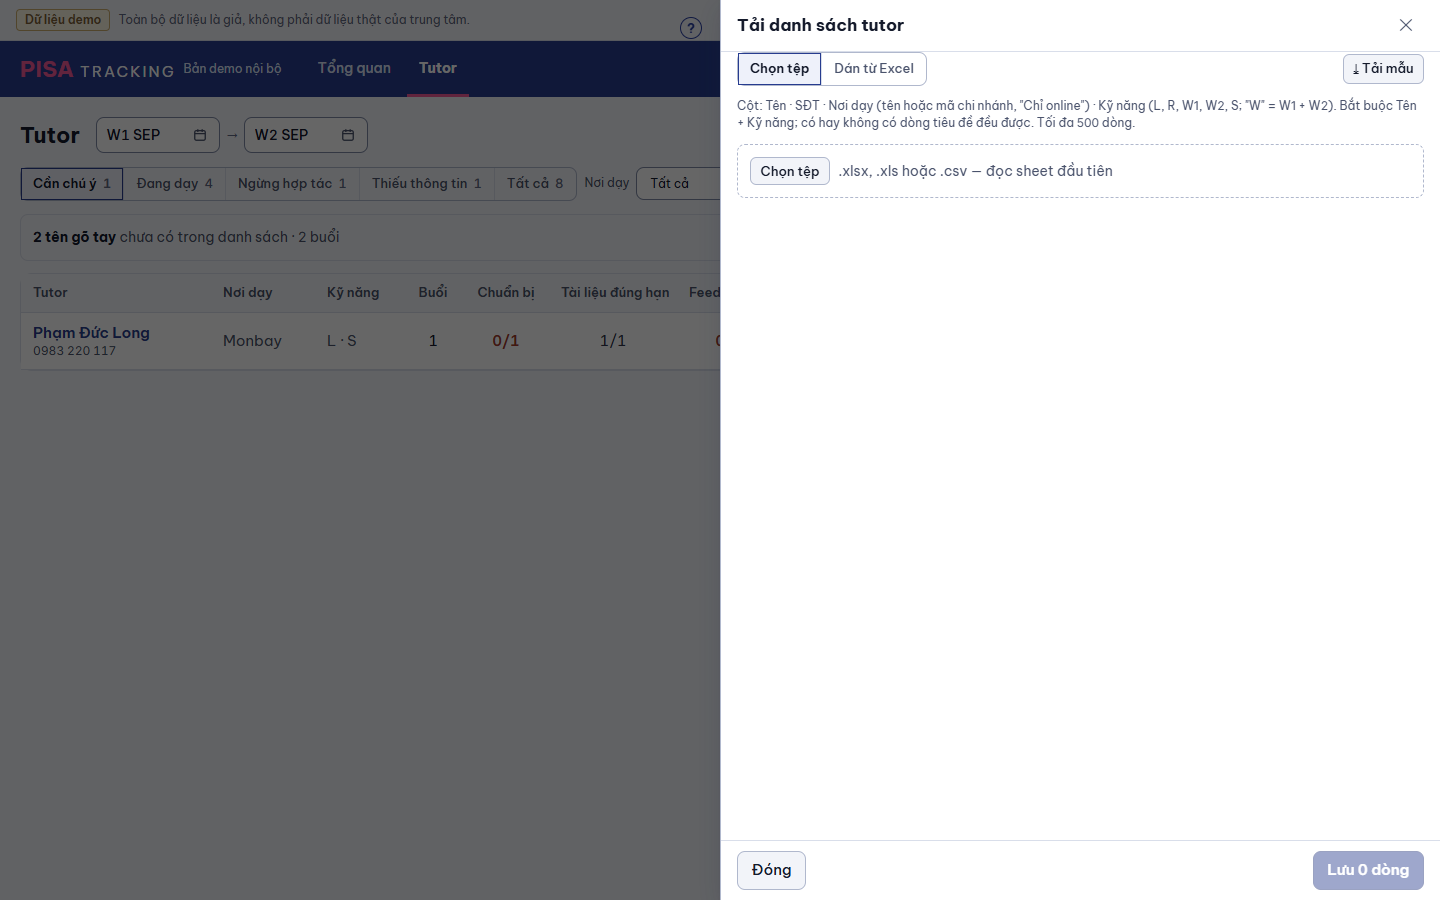 Dữ liệu demo Toàn bộ dữ liệu là giả, không phải dữ liệu thật của trung tâm. ?
PISA TRACKING Bản demo nội bộ Tổng quan Tutor
Tutor W1 SEP → W2 SEP
Cần chú ý 1 Đang dạy 4 Ngừng hợp tác 1 Thiếu thông tin 1 Tất cả 8 Nơi dạy Tất cả
2 tên gõ tay chưa có trong danh sách · 2 buổi
Tutor Nơi dạy Kỹ năng Buổi Chuẩn bị Tài liệu đúng hạn Feed
Phạm Đức Long Monbay L · S 1 0/1 1/1
0983 220 117
Tải danh sách tutor
Chọn tệp Dán từ Excel Tải mẫu
Cột: Tên · SĐT · Nơi dạy (tên hoặc mã chi nhánh, "Chỉ online") · Kỹ năng (L, R, W1, W2, S; "W" = W1 + W2). Bắt buộc Tên
+ Kỹ năng; có hay không có dòng tiêu đề đều được. Tối đa 500 dòng.
Chọn tệp .xlsx, .xls hoặc .csv — đọc sheet đầu tiên
Đóng Lưu 0 dòng